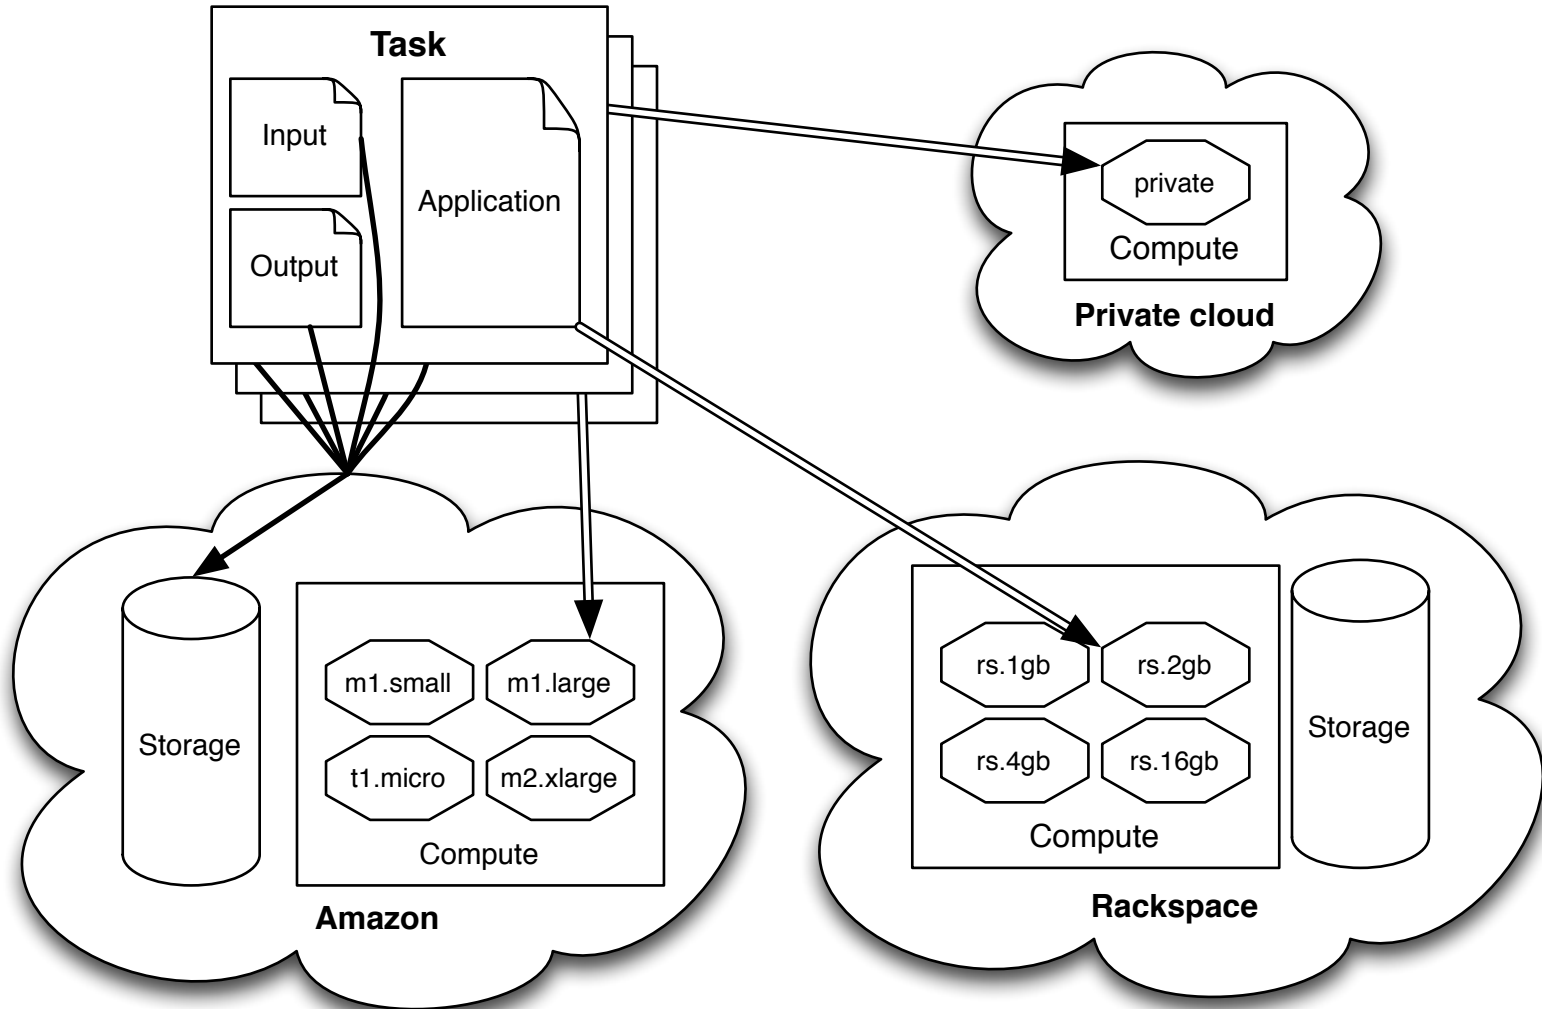 Task
Input
Application
Output
private
Compute
Private cloud
Storage
m1.small
m1.large
t1.micro
m2.xlarge
Compute
Amazon
rs.1gb
rs.2gb
rs.4gb
rs.16gb
Compute
Storage
Rackspace